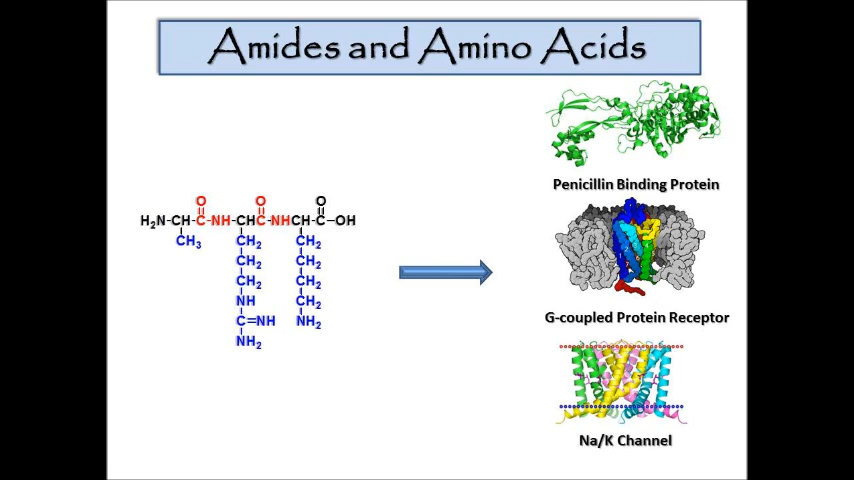 Amides and Amino Acids
Penicillin Binding Protein
O O O
H₂N-CH-C-NH-CH-C-NH-CH-C-OH
CH₃ CH₂ CH₂
CH₂ CH₂
CH₂ CH₂
NH CH₂
C=NH NH₂
NH₂
G-coupled Protein Receptor
Na/K Channel